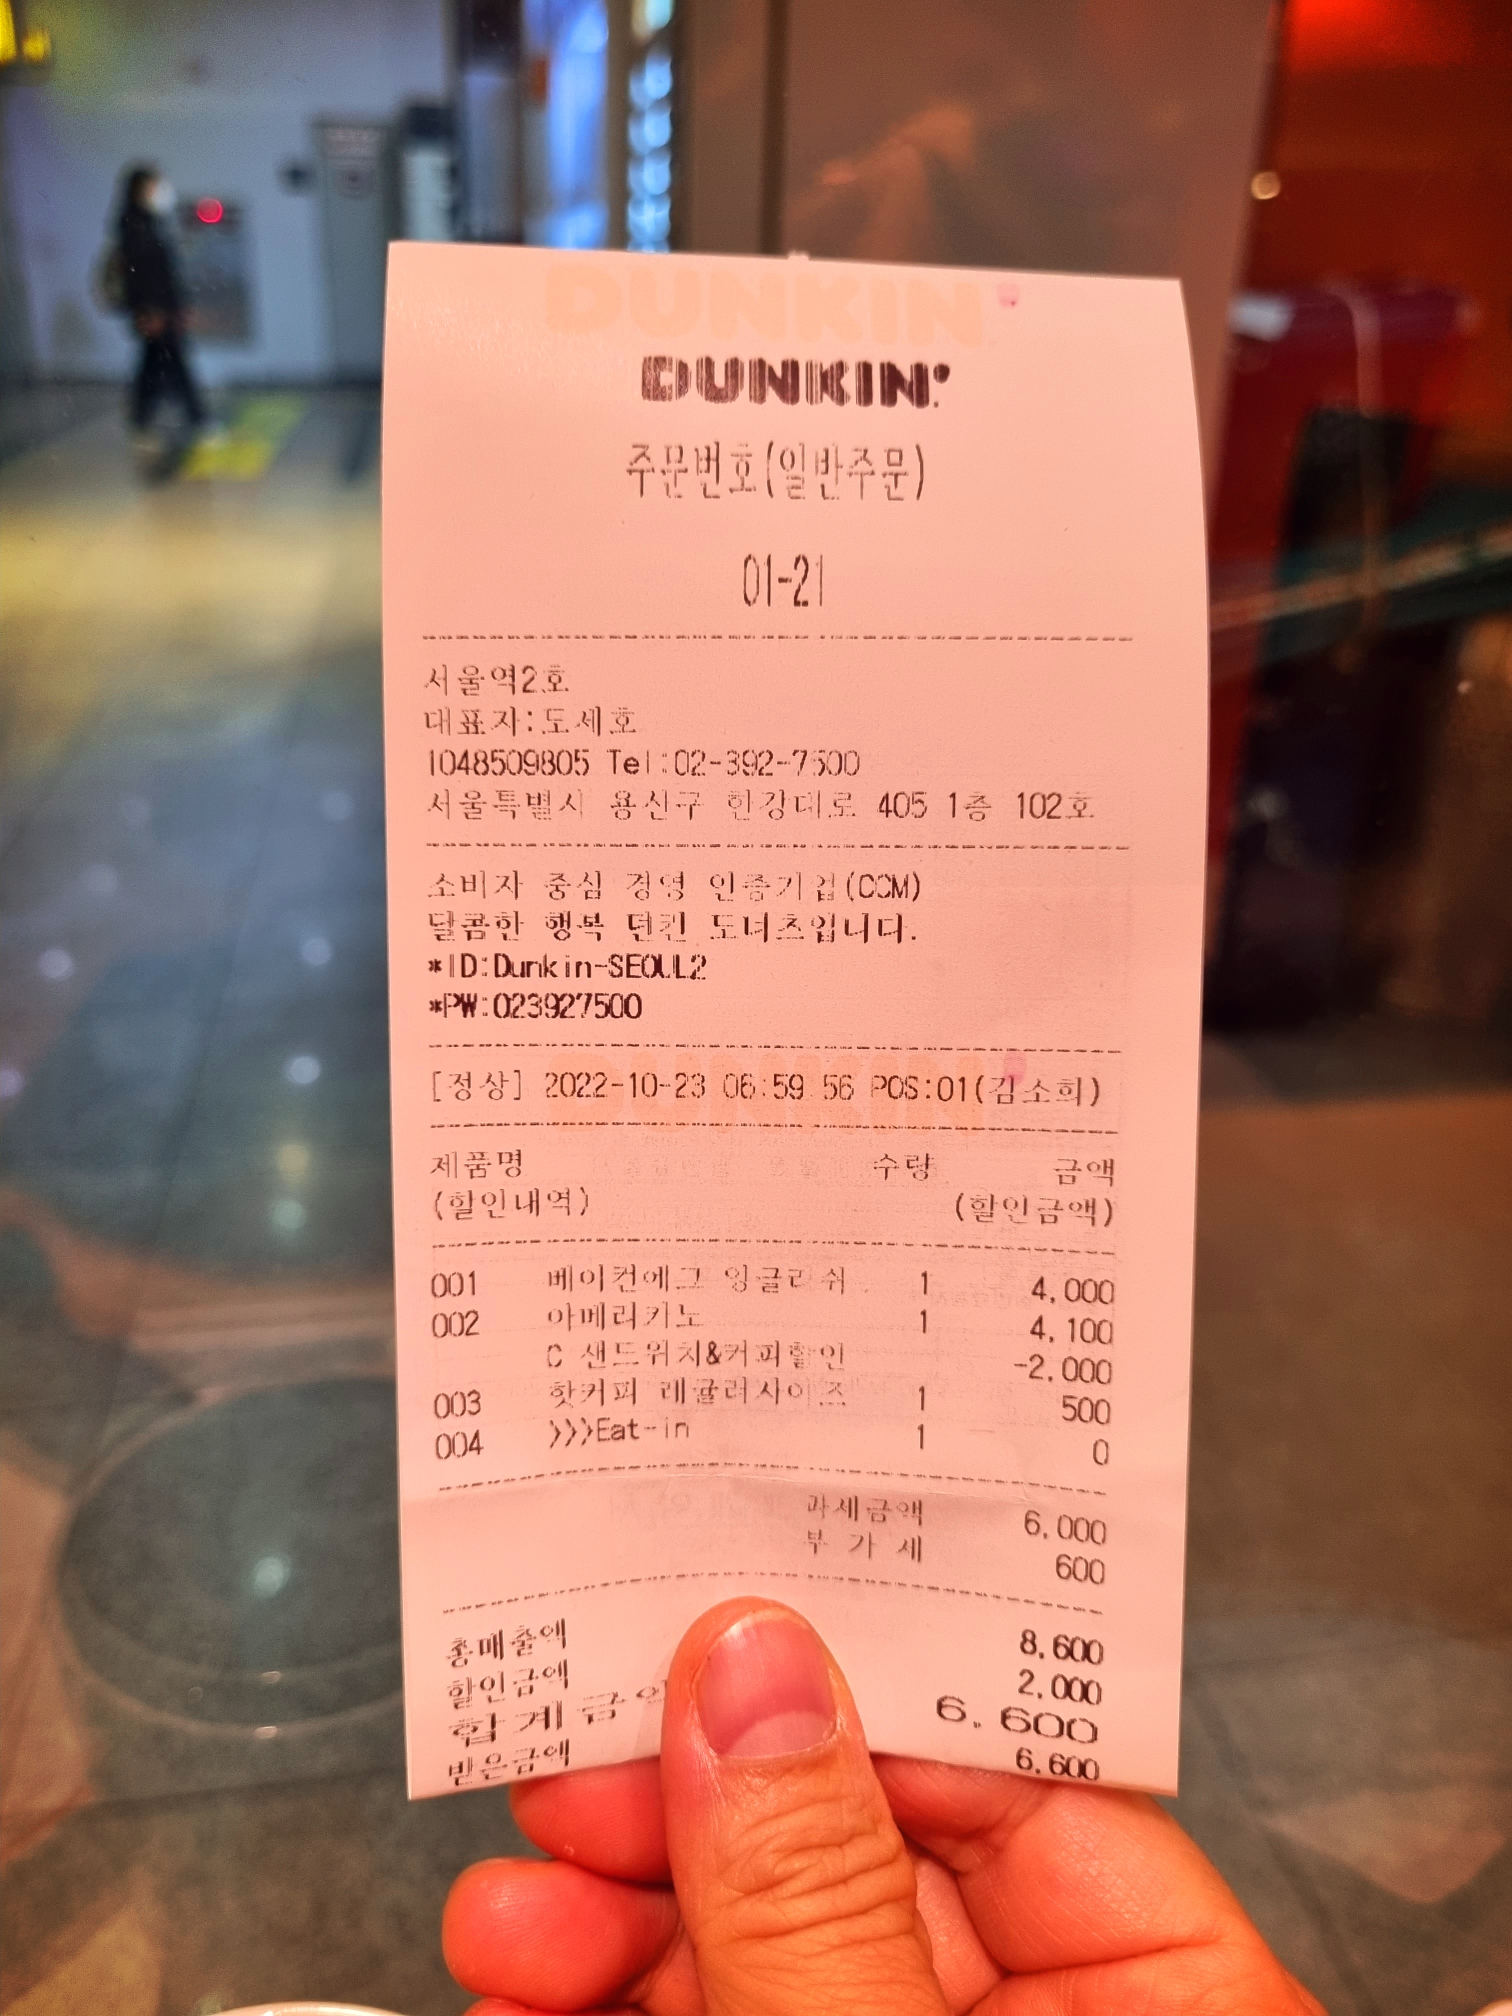 DUNKIN'
DUNKIN'
주문번호(일반주문)
01-21
서울역2호
대표자:도세호
1048509805 Tel:02-392-7500
서울특별시 용산구 한강대로 405 1층 102호
소비자 중심 경영 인증기업(CCM)
달콤한 행복 던킨 도너츠입니다.
*ID:Dunkin-SEOUL2
*PW:023927500
[정상] 2022-10-23 06:59:56 POS:01(김소희)
제품명 수량 금액
(할인내역) (할인금액)
001 베이컨에그 잉글리쉬 . 1 4,000
002 아메리카노 1 4,100
C 샌드위치&커피할인 -2,000
003 핫커피 레귤러사이즈 1 500
004 >>>Eat-in 1 0
과세금액 6,000
부 가 세 600
총매출액 8,600
할인금액 2,000
합계금액 6,600
받은금액 6,600